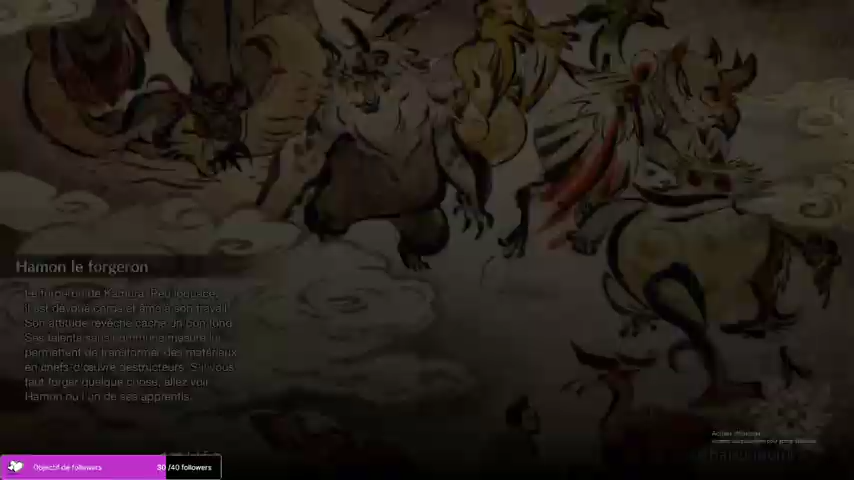 Hamon le forgeron
Le forgeron de Kamura. Peu loquace,
il est dévoué corps et âme à son travail.
Son attitude revêche cache un bon fond.
Ses talents sans commune mesure lui
permettent de transformer des matériaux
en chefs-d'œuvre destructeurs. S'il vous
faut forger quelque chose, allez voir
Hamon ou l'un de ses apprentis.
Objectif de followers
30 /40 followers